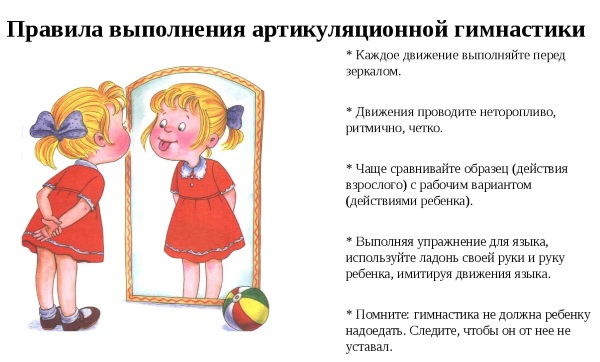 Правила выполнения артикуляционной гимнастики
* Каждое движение выполняйте перед
зеркалом.
* Движения проводите неторопливо,
ритмично, четко.
* Чаще сравнивайте образец (действия
взрослого) с рабочим вариантом
(действиями ребенка).
* Выполняя упражнение для языка,
используйте ладонь своей руки и руку
ребенка, имитируя движения языка.
* Помните: гимнастика не должна ребенку
надоедать. Следите, чтобы он от нее не
уставал.